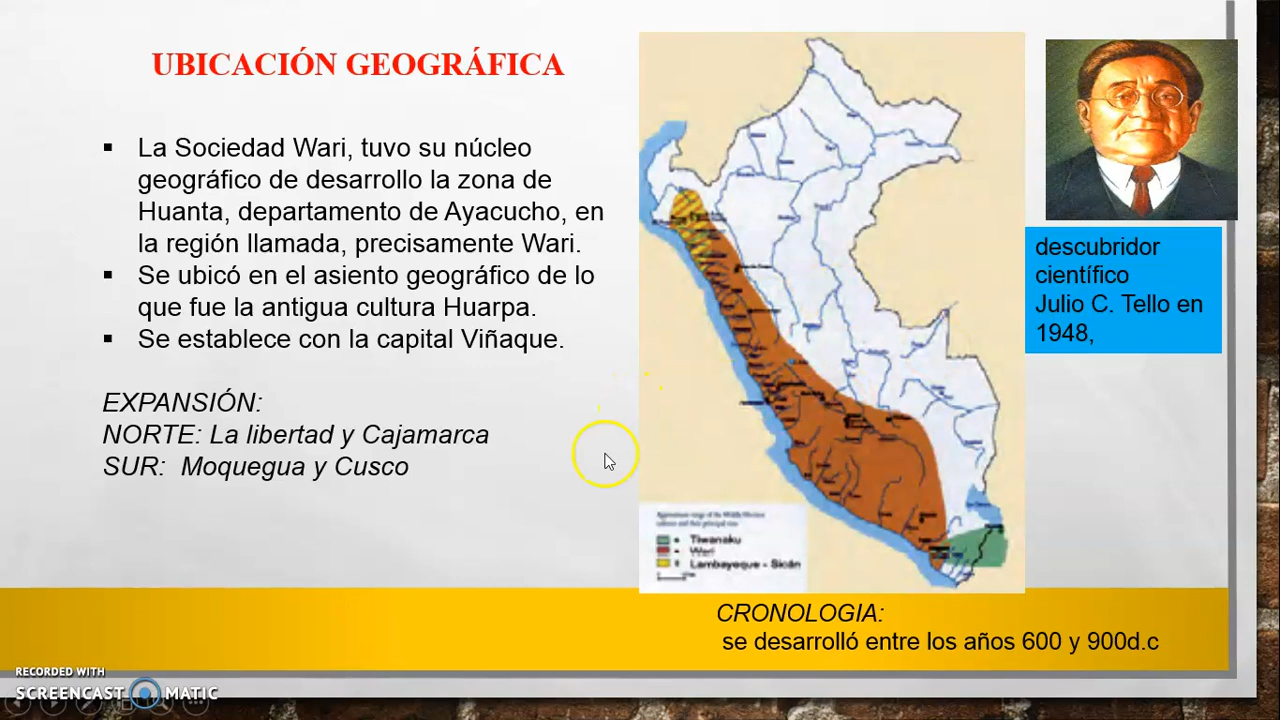 UBICACIÓN GEOGRÁFICA
▪ La Sociedad Wari, tuvo su núcleo
geográfico de desarrollo la zona de
Huanta, departamento de Ayacucho, en
la región llamada, precisamente Wari.
▪ Se ubicó en el asiento geográfico de lo
que fue la antigua cultura Huarpa.
▪ Se establece con la capital Viñaque.
EXPANSIÓN:
NORTE: La libertad y Cajamarca
SUR: Moquegua y Cusco
Tiwanaku
Wari
Lambayeque - Sicán
descubridor
científico
Julio C. Tello en
1948,
CRONOLOGIA:
se desarrolló entre los años 600 y 900d.c
RECORDED WITH
SCREENCAST MATIC